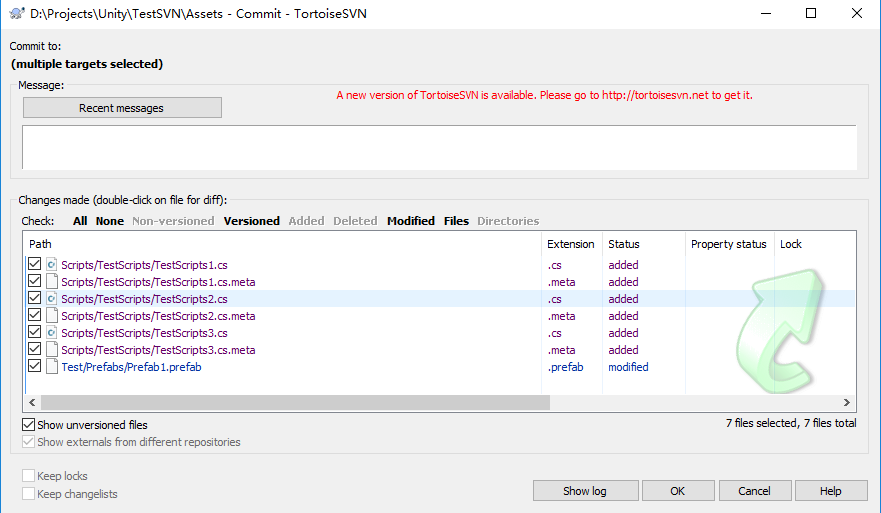 D:\Projects\Unity\TestSVN\Assets - Commit - TortoiseSVN
Commit to:
(multiple targets selected)
Message:
Recent messages
A new version of TortoiseSVN is available. Please go to http://tortoisesvn.net to get it.
Changes made (double-click on file for diff):
Check: All None Non-versioned Versioned Added Deleted Modified Files Directories
Path Extension Status Property status Lock
Scripts/TestScripts/TestScripts1.cs .cs added
Scripts/TestScripts/TestScripts1.cs.meta .meta added
Scripts/TestScripts/TestScripts2.cs .cs added
Scripts/TestScripts/TestScripts2.cs.meta .meta added
Scripts/TestScripts/TestScripts3.cs .cs added
Scripts/TestScripts/TestScripts3.cs.meta .meta added
Test/Prefabs/Prefab1.prefab .prefab modified
Show unversioned files 7 files selected, 7 files total
Show externals from different repositories
Keep locks
Keep changelists
Show log OK Cancel Help